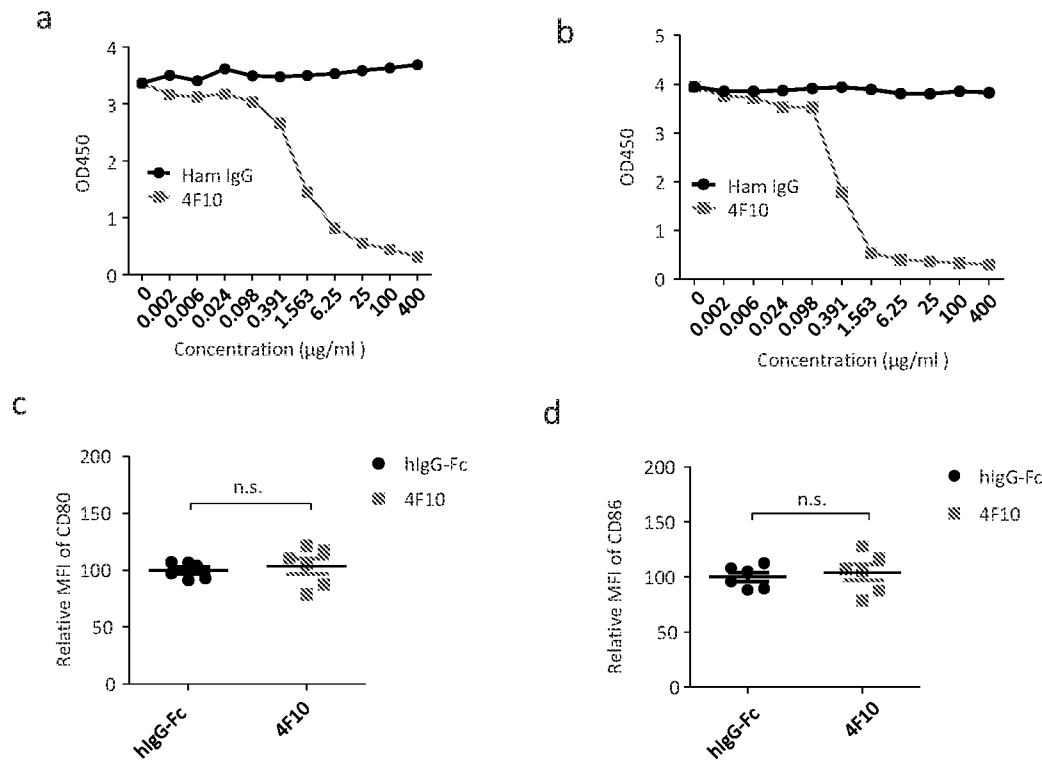 a
4
3
2
1
0
OD450
Ham IgG
4F10
0
0.002
0.006
0.024
0.098
0.391
1.563
6.25
25
100
400
Concentration (μg/ml )
b
5
4
3
2
1
0
OD450
Ham IgG
4F10
0
0.002
0.006
0.024
0.098
0.391
1.563
6.25
25
100
400
Concentration (μg/ml )
c
200
150
100
50
0
Relative MFI of CD80
n.s.
hIgG-Fc
4F10
hIgG-Fc
4F10
d
200
150
100
50
0
Relative MFI of CD86
n.s.
hIgG-Fc
4F10
hIgG-Fc
4F10